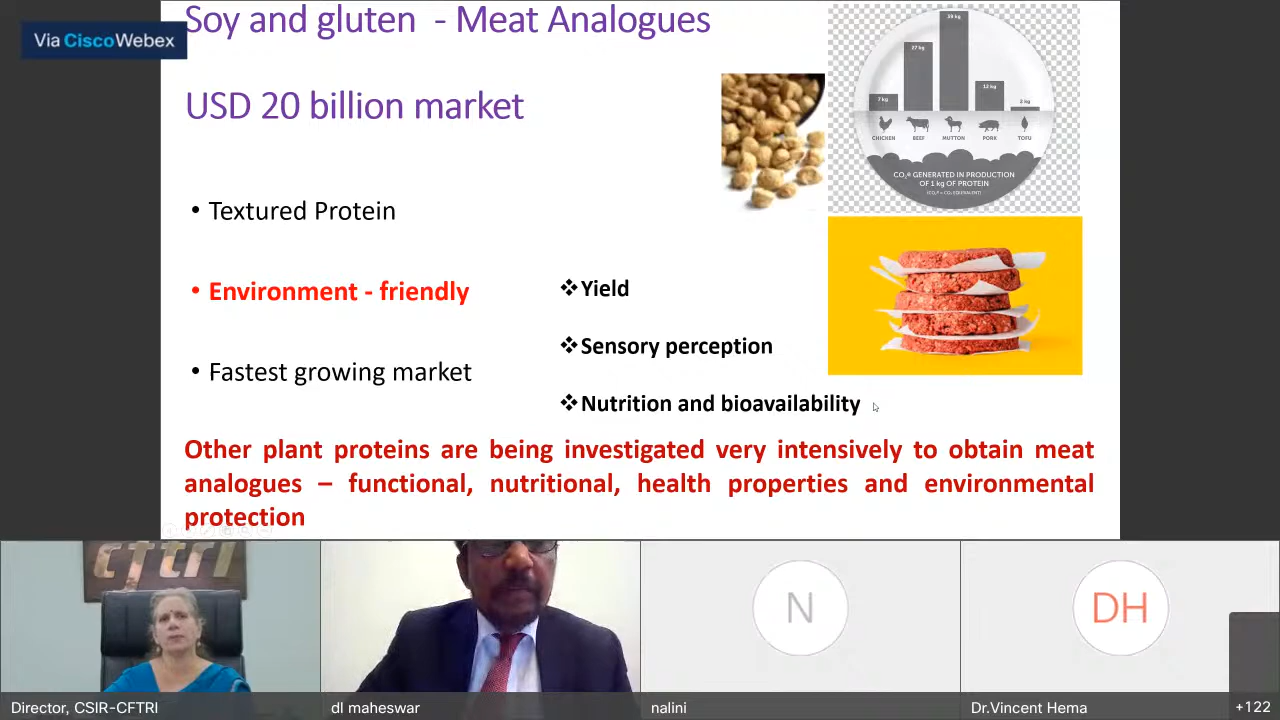 Via Cisco Webex
Soy and gluten - Meat Analogues
USD 20 billion market
• Textured Protein
• Environment - friendly
• Fastest growing market
❖Yield
❖Sensory perception
❖Nutrition and bioavailability
Other plant proteins are being investigated very intensively to obtain meat
analogues – functional, nutritional, health properties and environmental
protection
7 kg
27 kg
39 kg
12 kg
2 kg
CHICKEN
BEEF
MUTTON
PORK
TOFU
CO₂e GENERATED IN PRODUCTION
OF 1 kg OF PROTEIN
cftri
N
DH
Director, CSIR-CFTRI
dl maheswar
nalini
Dr.Vincent Hema
+122